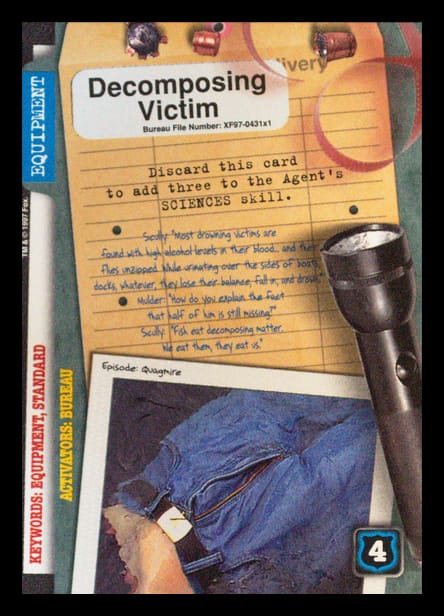 livery
Decomposing
Victim
Bureau File Number: XF97-0431x1
Discard this card
to add three to the Agent's
SCIENCES skill.
Scully: "Most drowning victims are
found with high alcohol levels in their blood... and their
flies unzipped. While urinating over the sides of boats,
docks, whatever, they lose their balance, fall in, and drown."
Mulder: "How do you explain the fact
that half of him is still missing?"
Scully: "Fish eat decomposing matter.
We eat them, they eat us."
Episode: Quagmire
EQUIPMENT
TM & © 1997 Fox.
KEYWORDS: EQUIPMENT, STANDARD
ACTIVATORS: BUREAU
4